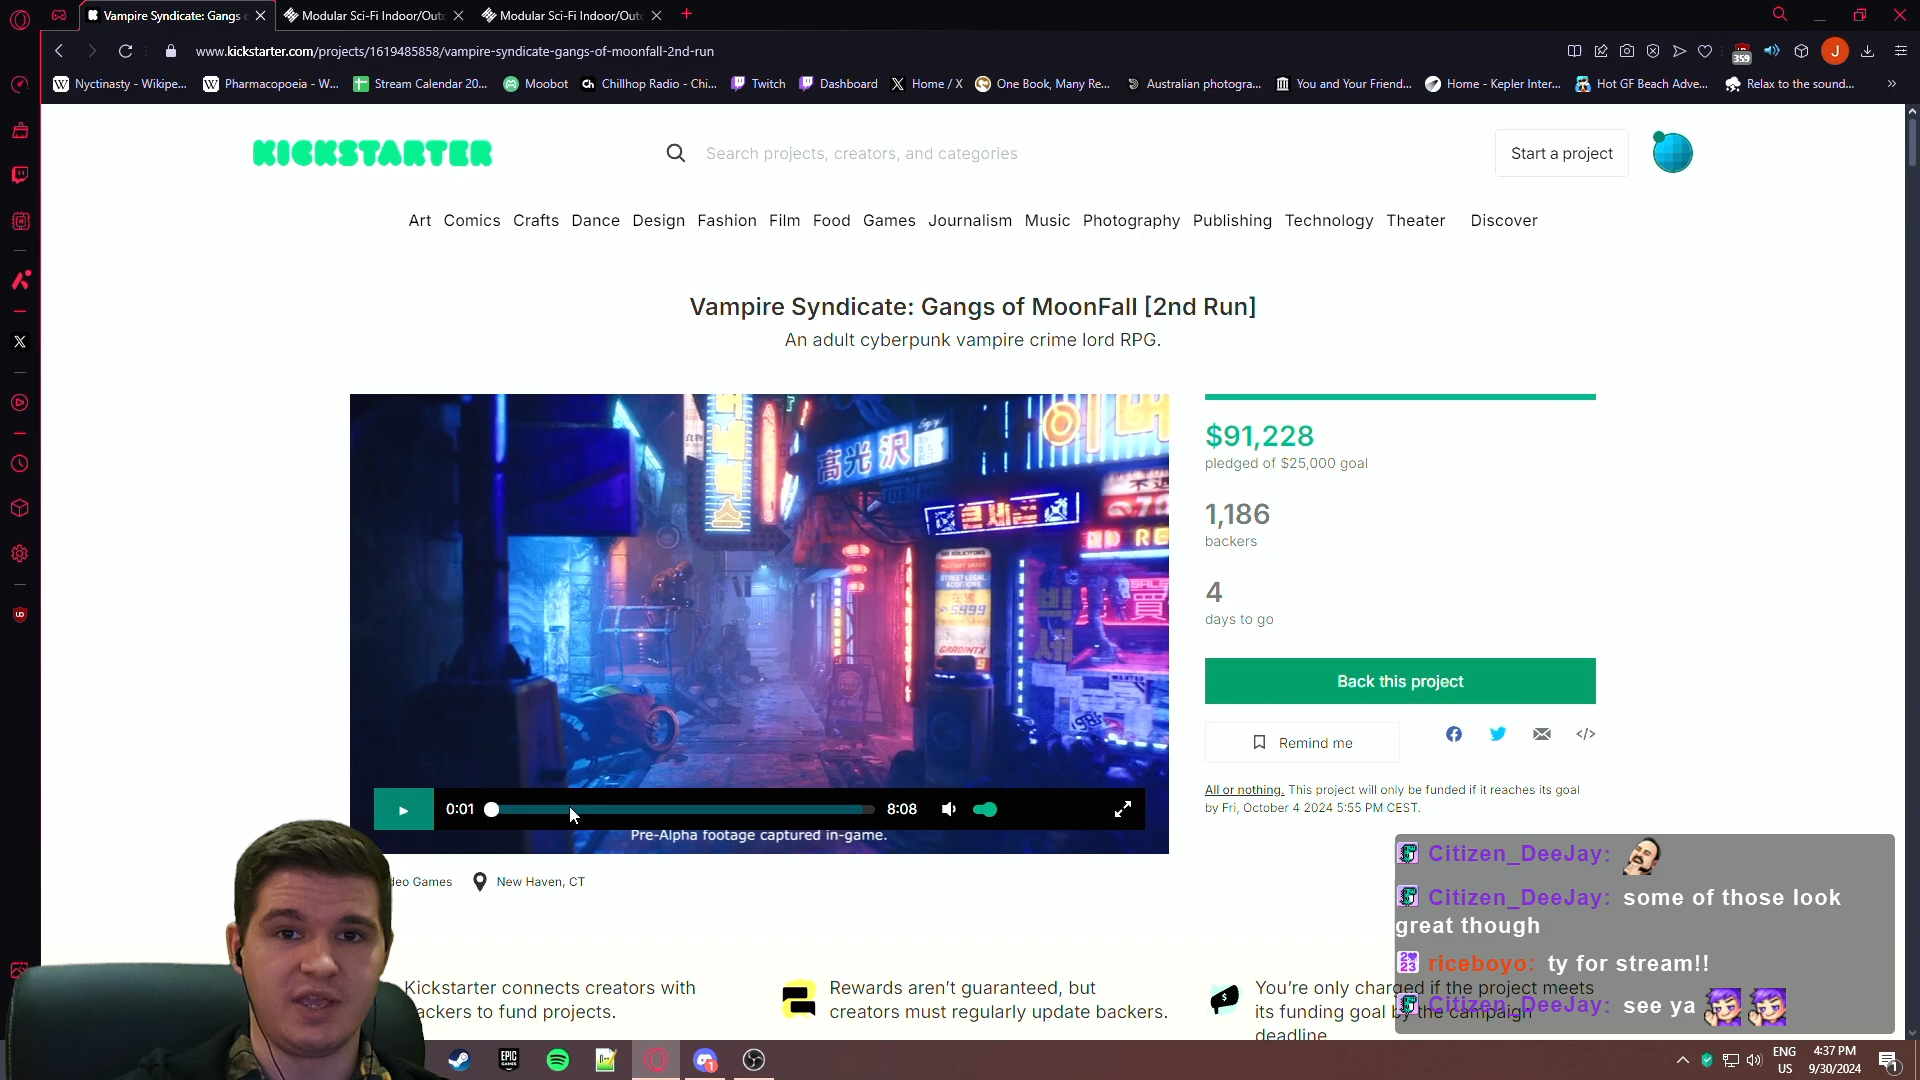 Vampire Syndicate: Gangs
Modular Sci-Fi Indoor/Out
Modular Sci-Fi Indoor/Out
www.kickstarter.com/projects/1619485858/vampire-syndicate-gangs-of-moonfall-2nd-run
359
J
Nyctinasty - Wikipe...
Pharmacopoeia - W...
Stream Calendar 20...
Moobot
Chillhop Radio - Chi...
Twitch
Dashboard
Home / X
One Book, Many Re...
Australian photogra...
You and Your Friend...
Home - Kepler Inter...
Hot GF Beach Adve...
Relax to the sound...
KICKSTARTER
Search projects, creators, and categories
Start a project
Art Comics Crafts Dance Design Fashion Film Food Games Journalism Music Photography Publishing Technology Theater Discover
Vampire Syndicate: Gangs of MoonFall [2nd Run]
An adult cyberpunk vampire crime lord RPG.
高光沢
$91,228
pledged of $25,000 goal
1,186
backers
4
days to go
Back this project
Remind me
All or nothing. This project will only be funded if it reaches its goal
by Fri, October 4 2024 5:55 PM CEST.
0:01
8:08
Pre-Alpha footage captured in-game.
deo Games
New Haven, CT
Kickstarter connects creators with
ackers to fund projects.
Rewards aren't guaranteed, but
creators must regularly update backers.
You're only charged if the project meets
its funding goal by the campaign
deadline
Citizen_DeeJay:
Citizen_DeeJay: some of those look
great though
riceboyo: ty for stream!!
Citizen_DeeJay: see ya
EPIC
GAMES
ENG
US
4:37 PM
9/30/2024